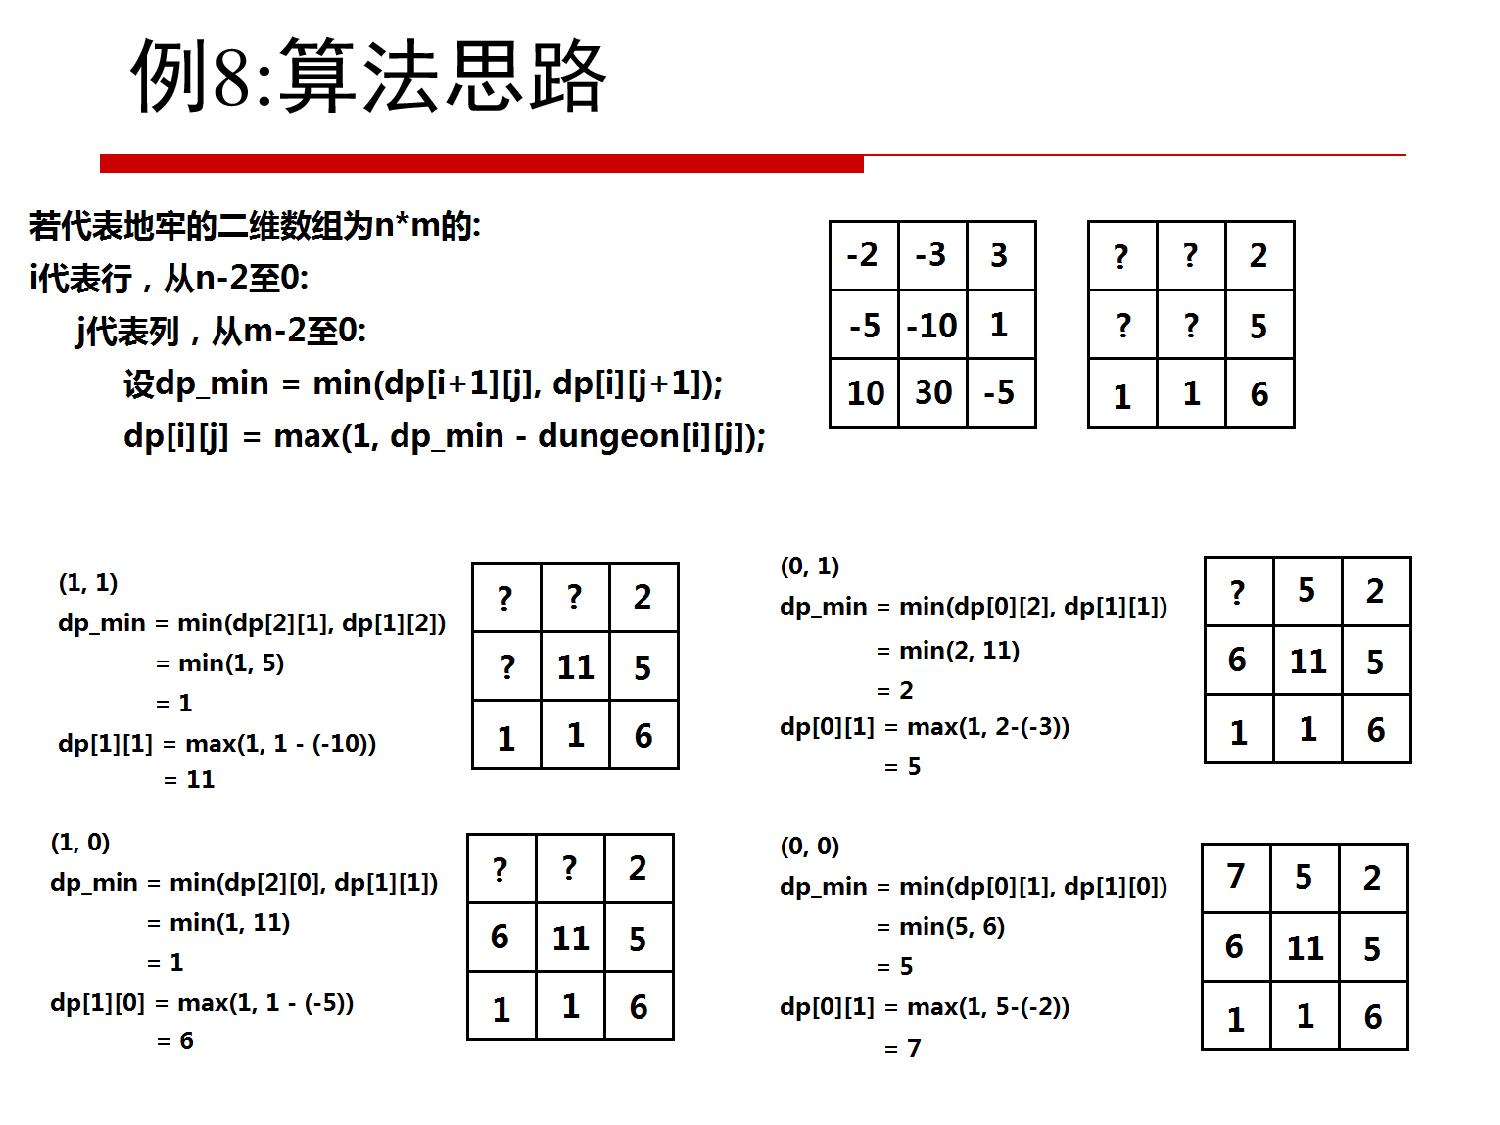 例8:算法思路
若代表地牢的二维数组为n*m的:
i代表行，从n-2至0:
j代表列，从m-2至0:
设dp_min = min(dp[i+1][j], dp[i][j+1]);
dp[i][j] = max(1, dp_min - dungeon[i][j]);
-2 -3 3
-5 -10 1
10 30 -5
? ? 2
? ? 5
1 1 6
(1, 1)
dp_min = min(dp[2][1], dp[1][2])
= min(1, 5)
= 1
dp[1][1] = max(1, 1 - (-10))
= 11
? ? 2
? 11 5
1 1 6
(0, 1)
dp_min = min(dp[0][2], dp[1][1])
= min(2, 11)
= 2
dp[0][1] = max(1, 2-(-3))
= 5
? 5 2
6 11 5
1 1 6
(1, 0)
dp_min = min(dp[2][0], dp[1][1])
= min(1, 11)
= 1
dp[1][0] = max(1, 1 - (-5))
= 6
? ? 2
6 11 5
1 1 6
(0, 0)
dp_min = min(dp[0][1], dp[1][0])
= min(5, 6)
= 5
dp[0][1] = max(1, 5-(-2))
= 7
7 5 2
6 11 5
1 1 6